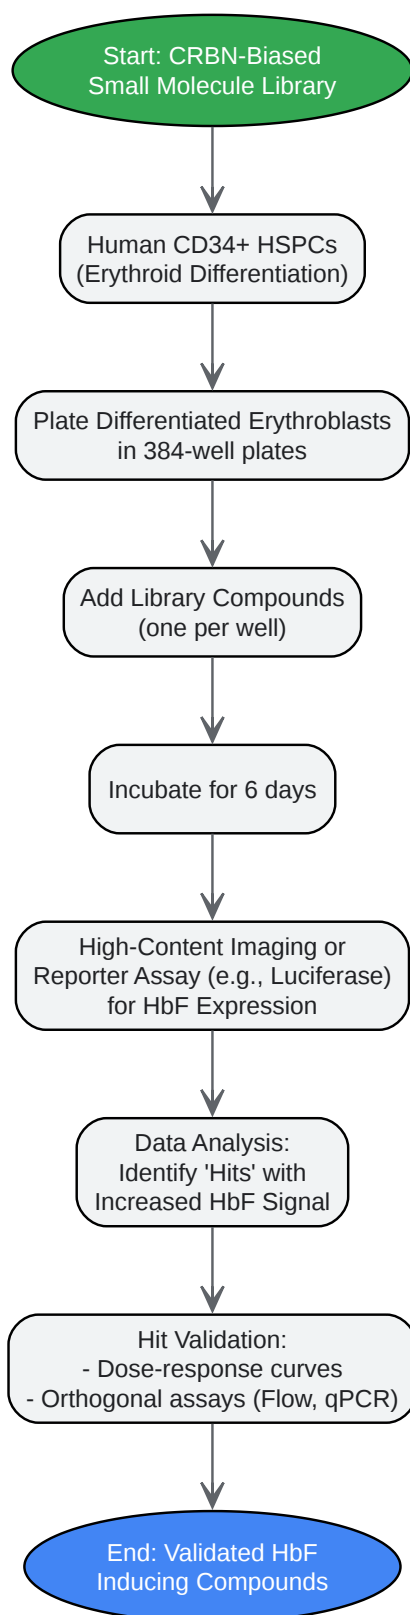 Start: CRBN-Biased
Small Molecule Library
Human CD34+ HSPCs
(Erythroid Differentiation)
Plate Differentiated Erythroblasts
in 384-well plates
Add Library Compounds
(one per well)
Incubate for 6 days
High-Content Imaging or
Reporter Assay (e.g., Luciferase)
for HbF Expression
Data Analysis:
Identify 'Hits' with
Increased HbF Signal
Hit Validation:
- Dose-response curves
- Orthogonal assays (Flow, qPCR)
End: Validated HbF
Inducing Compounds